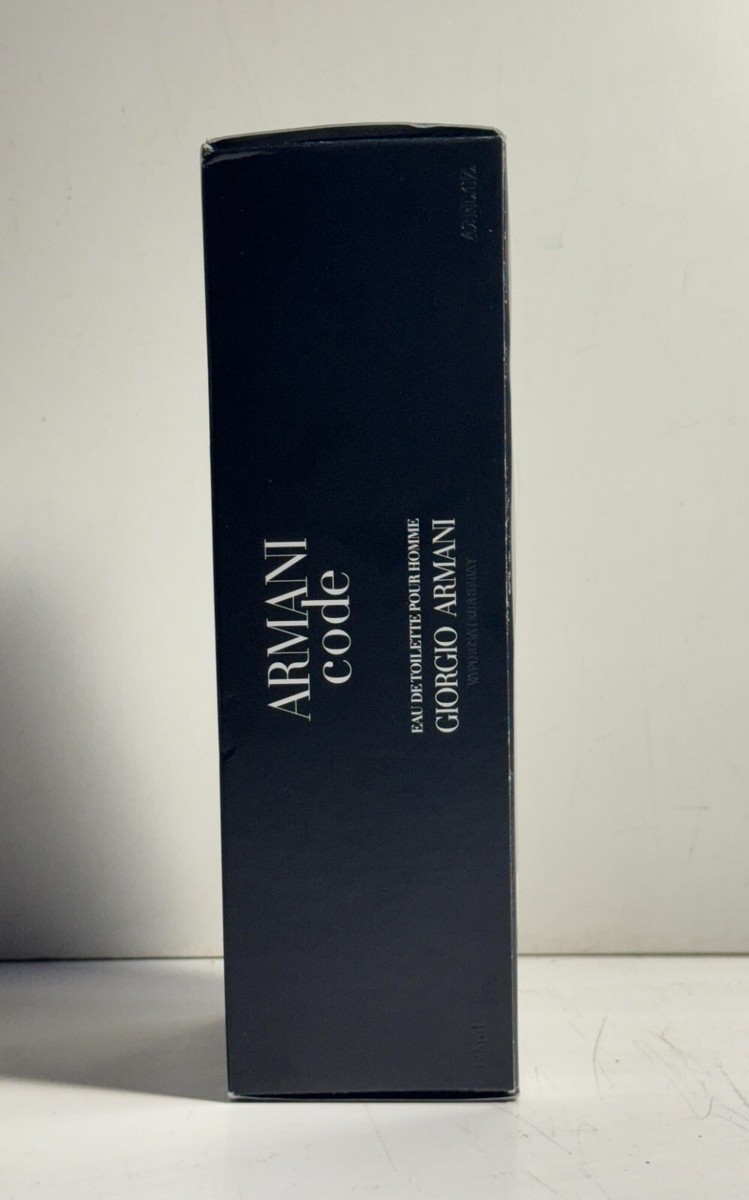 ARMANI
code
EAU DE TOILETTE POUR HOMME
GIORGIO ARMANI